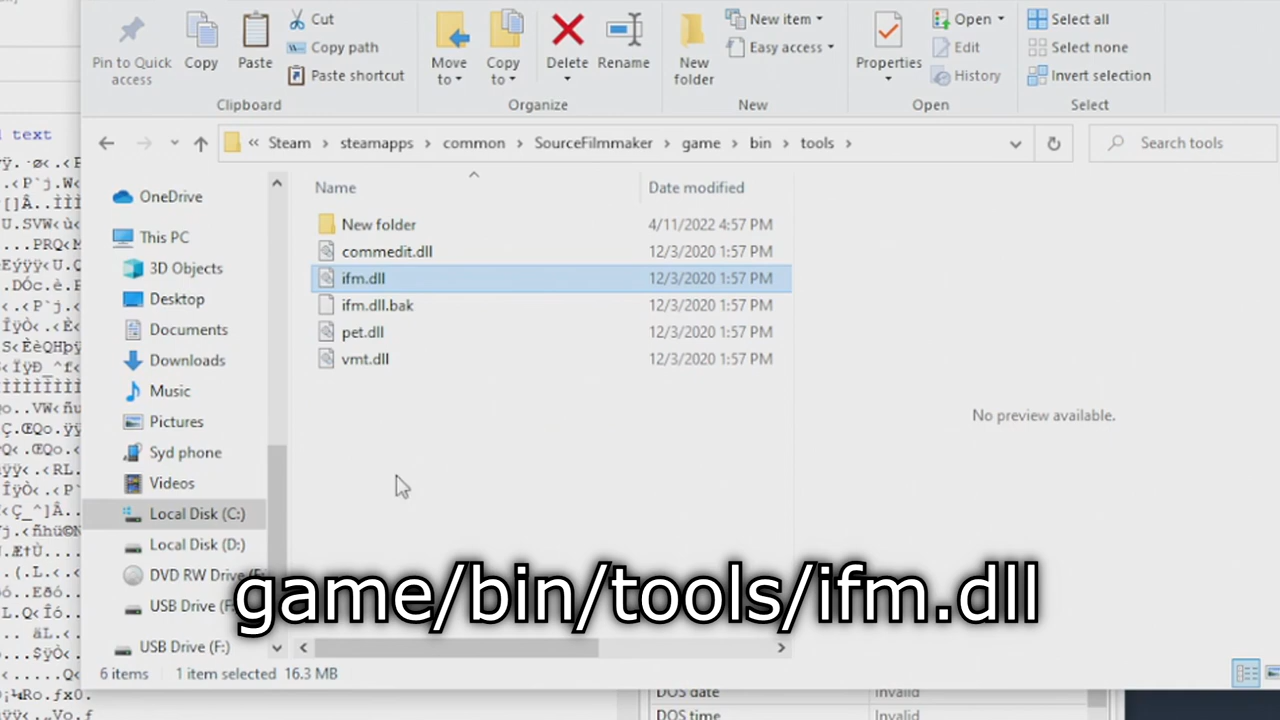 Pin to Quick
access
Copy
Paste
Cut
Copy path
Paste shortcut
Clipboard
Move
to
Copy
to
Delete
Rename
Organize
New
folder
New item
Easy access
New
Properties
Open
Edit
History
Open
Select all
Select none
Invert selection
Select
« Steam > steamapps > common > SourceFilmmaker > game > bin > tools >
Search tools
d text
OneDrive
This PC
3D Objects
Desktop
Documents
Downloads
Music
Pictures
Syd phone
Videos
Local Disk (C:)
Local Disk (D:)
DVD RW Drive
USB Drive (F:
USB Drive (F:)
Name Date modified
New folder 4/11/2022 4:57 PM
commedit.dll 12/3/2020 1:57 PM
ifm.dll 12/3/2020 1:57 PM
ifm.dll.bak 12/3/2020 1:57 PM
pet.dll 12/3/2020 1:57 PM
vmt.dll 12/3/2020 1:57 PM
No preview available.
game/bin/tools/ifm.dll
6 items 1 item selected 16.3 MB
DOS date Invalid
DOS time Invalid